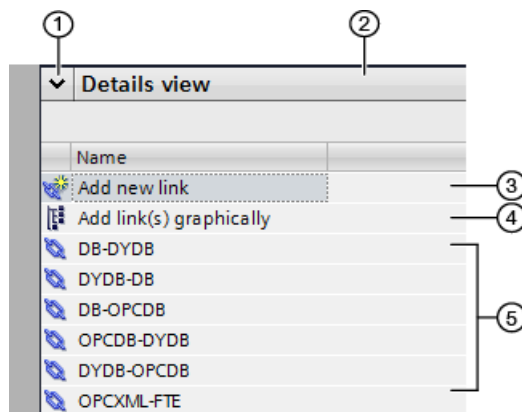 1 2
Details view
Name
Add new link 3
Add link(s) graphically 4
DB-DYDB
DYDB-DB
DB-OPCDB
OPCDB-DYDB 5
DYDB-OPCDB
OPCXML-FTE